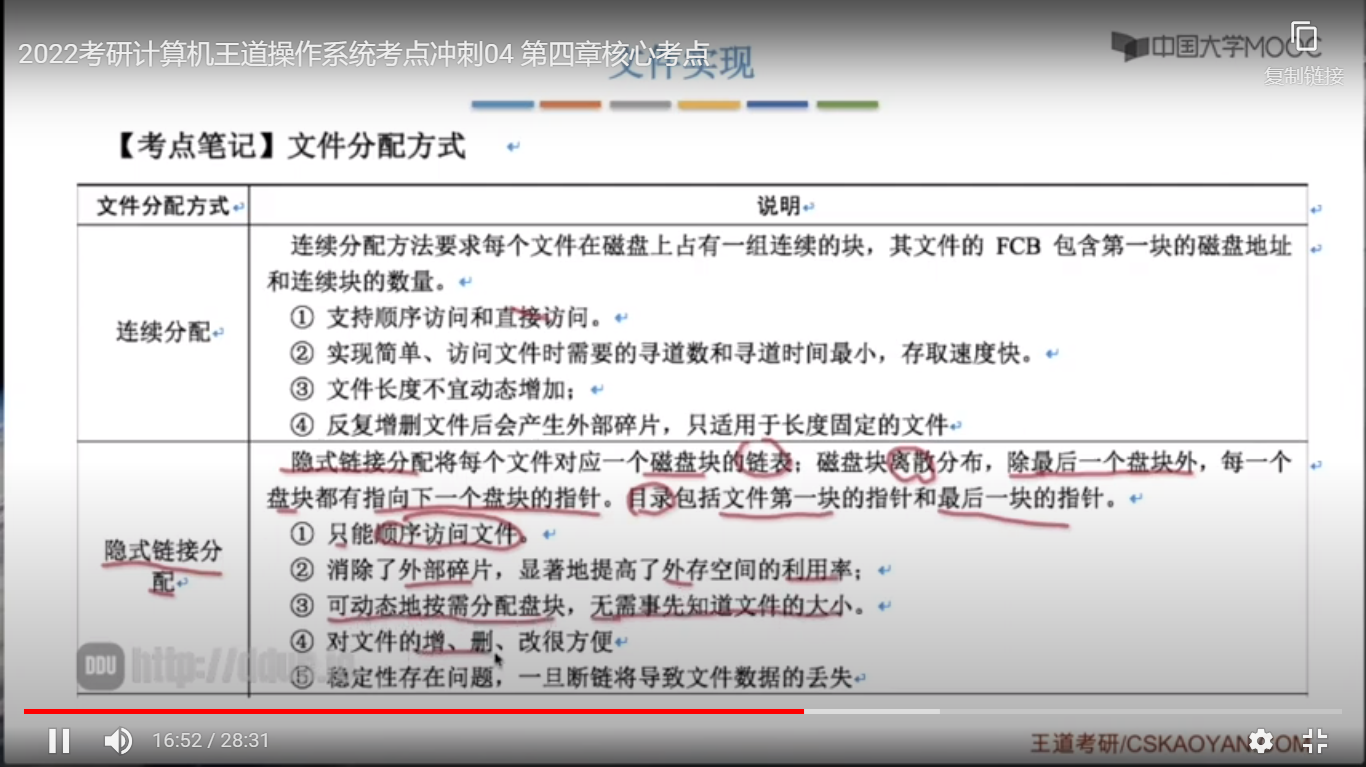 2022考研计算机王道操作系统考点冲刺04 第四章核心考点
文件实现
中国大学MOOC
复制链接
【考点笔记】文件分配方式
文件分配方式
说明
连续分配
连续分配方法要求每个文件在磁盘上占有一组连续的块，其文件的 FCB 包含第一块的磁盘地址
和连续块的数量。
① 支持顺序访问和直接访问。
② 实现简单、访问文件时需要的寻道数和寻道时间最小，存取速度快。
③ 文件长度不宜动态增加；
④ 反复增删文件后会产生外部碎片，只适用于长度固定的文件
隐式链接分
配
隐式链接分配将每个文件对应一个磁盘块的链表；磁盘块离散分布，除最后一个盘块外，每一个
盘块都有指向下一个盘块的指针。目录包括文件第一块的指针和最后一块的指针。
① 只能顺序访问文件。
② 消除了外部碎片，显著地提高了外存空间的利用率；
③ 可动态地按需分配盘块，无需事先知道文件的大小。
④ 对文件的增、删、改很方便
⑤ 稳定性存在问题，一旦断链将导致文件数据的丢失
DDU
16:52 / 28:31
王道考研/CSKAOYAN.COM